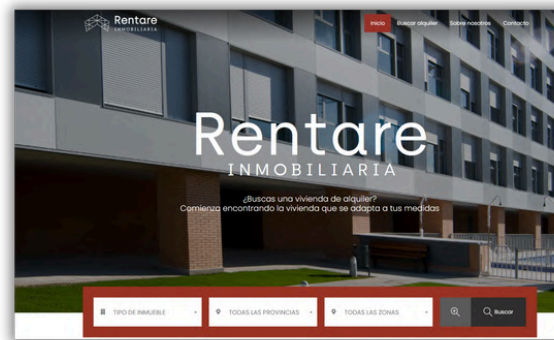 Rentare
INMOBILIARIA
Inicio
Buscar alquiler
Sobre nosotros
Contacto
Rentare
INMOBILIARIA
¿Buscas una vivienda de alquiler?
Comienza encontrando la vivienda que se adapta a tus medidas
TIPO DE INMUEBLE
TODAS LAS PROVINCIAS
TODAS LAS ZONAS
Buscar